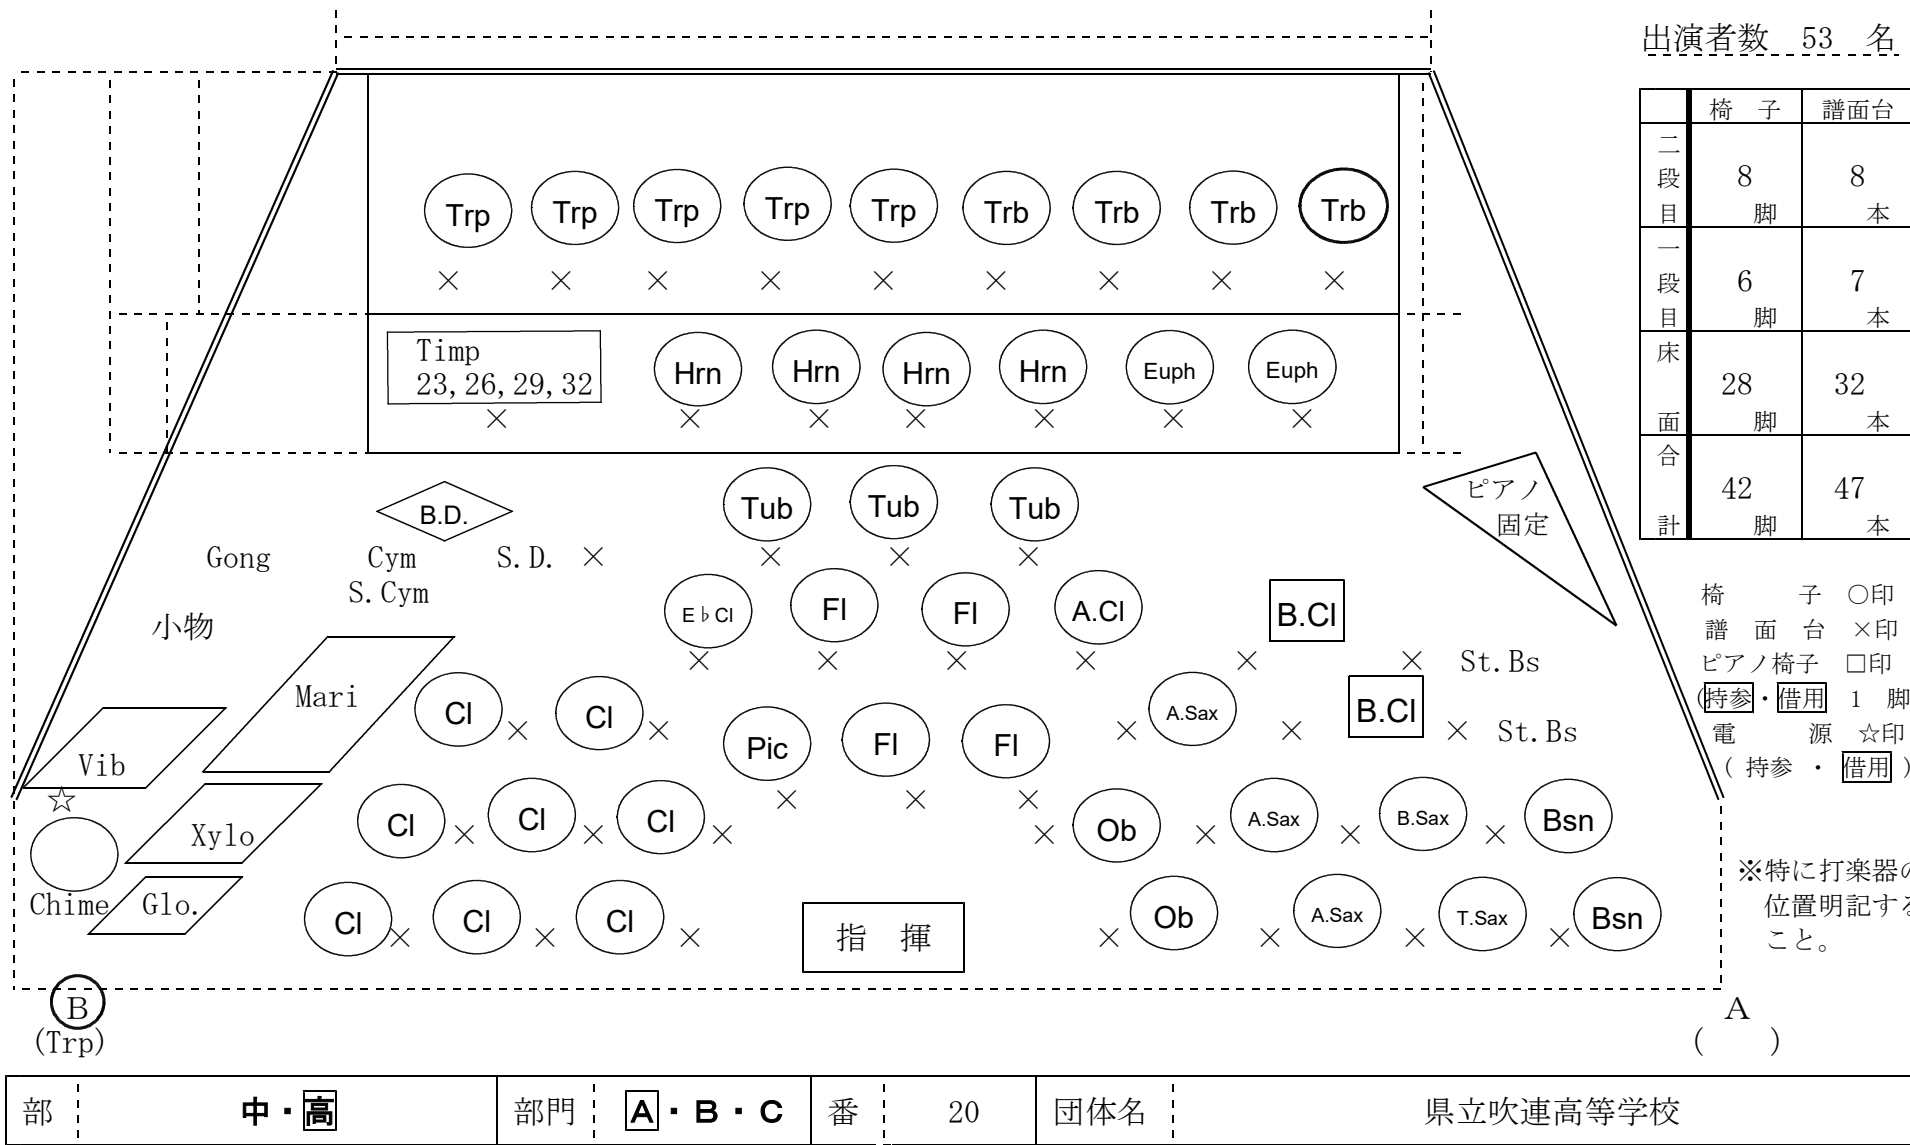 出演者数 53 名
椅 子 譜面台
二段目 8脚 8本
一段目 6脚 7本
床面 28脚 32本
合計 42脚 47本
Trp Trp Trp Trp Trp Trb Trb Trb Trb
× × × × × × × × ×
Timp
23,26,29,32
Hrn Hrn Hrn Hrn Euph Euph
× × × × × × ×
Tub Tub Tub
ピアノ
固定
B.D.
Gong Cym S.D. × × × ×
S.Cym
小物
E♭Cl Fl Fl A.Cl B.Cl
× × × × × × St.Bs
Mari
Cl × Cl × Pic Fl Fl × A.Sax × B.Cl × St.Bs
Vib
☆
× × ×
Xylo
Cl × Cl × Cl × × Ob × A.Sax × B.Sax × Bsn
Chime
Glo.
Cl × Cl × Cl × 指 揮 × Ob × A.Sax × T.Sax × Bsn
椅 子 ○印
譜 面 台 ×印
ピアノ椅子 □印
(持参・借用 1 脚
電 源 ☆印
( 持参 ・ 借用 )
※特に打楽器の
位置明記する
こと。
B
(Trp)
A
( )
部 中・高 部門 A・B・C 番 20 団体名 県立吹連高等学校